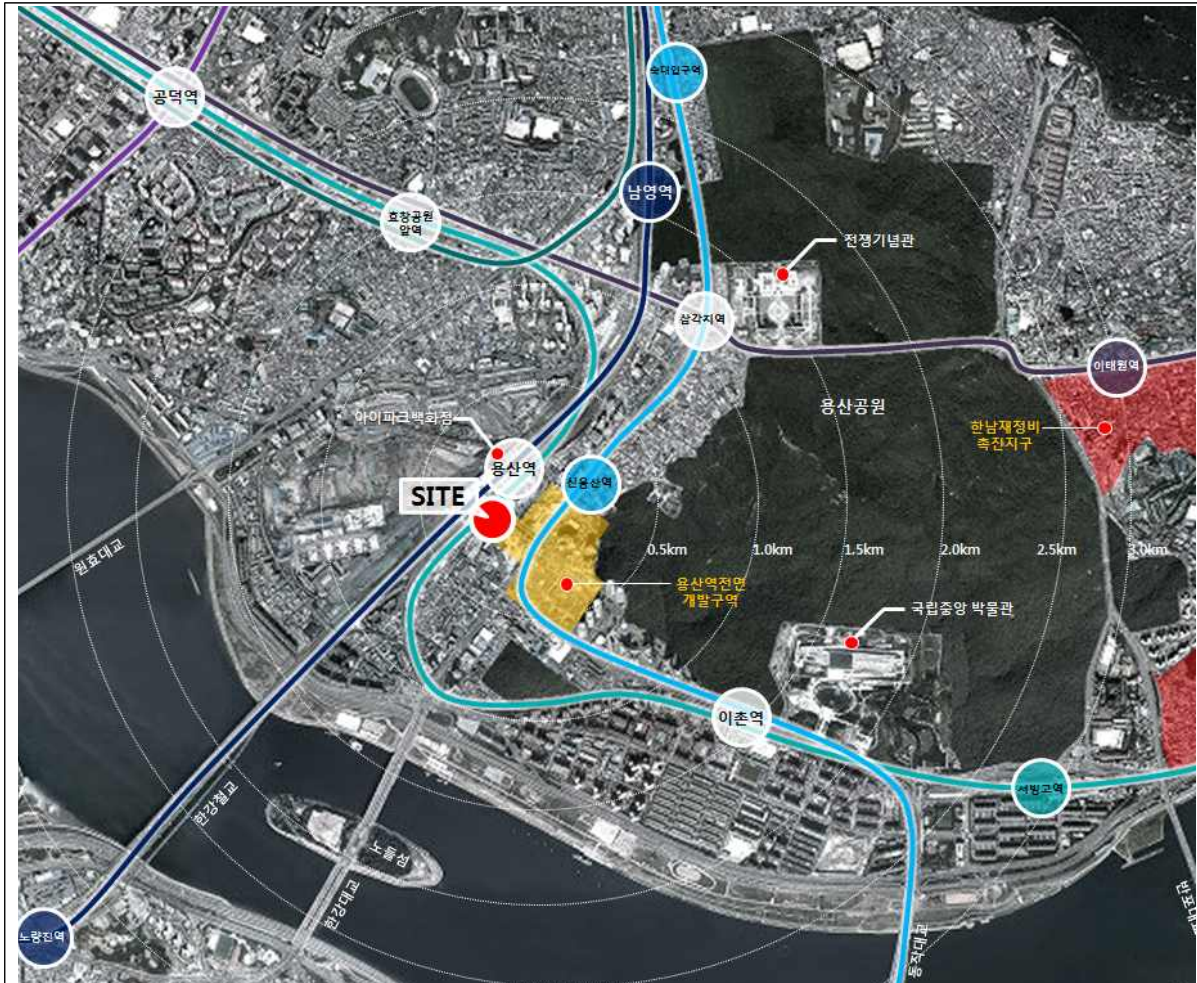 숙대입구역
공덕역
남영역
효창공원
앞역
전쟁기념관
삼각지역
이태원역
용산공원
아이파크백화점
한남재정비
촉진지구
용산역
SITE
신용산역
원효대교
0.5km
1.0km
1.5km
2.0km
2.5km
3.0km
용산역전면
개발구역
국립중앙 박물관
이촌역
서빙고역
한강철교
노들섬
한강대교
노량진역
동작대교
반포대교